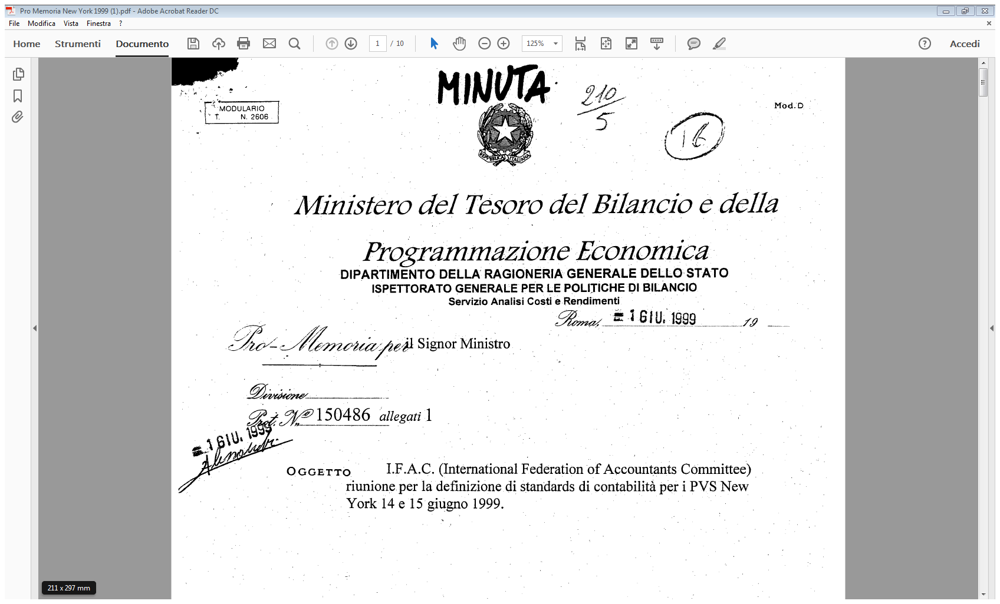 Pro Memoria New York 1999 (1).pdf - Adobe Acrobat Reader DC
File Modifica Vista Finestra ?
Home Strumenti Documento 1 / 10 125% Accedi
MINUTA
210
5
MODULARIO
T. N. 2606
Mod.D
16
REPVBBLICA ITALIANA
Ministero del Tesoro del Bilancio e della
Programmazione Economica
DIPARTIMENTO DELLA RAGIONERIA GENERALE DELLO STATO
ISPETTORATO GENERALE PER LE POLITICHE DI BILANCIO
Servizio Analisi Costi e Rendimenti
Roma, 1 GIU. 1999 19
Pro-Memoria per il Signor Ministro
Divisione
Prot. N.º 150486 allegati 1
1 GIU. 1999
OGGETTO I.F.A.C. (International Federation of Accountants Committee)
riunione per la definizione di standards di contabilità per i PVS New
York 14 e 15 giugno 1999.
211 x 297 mm